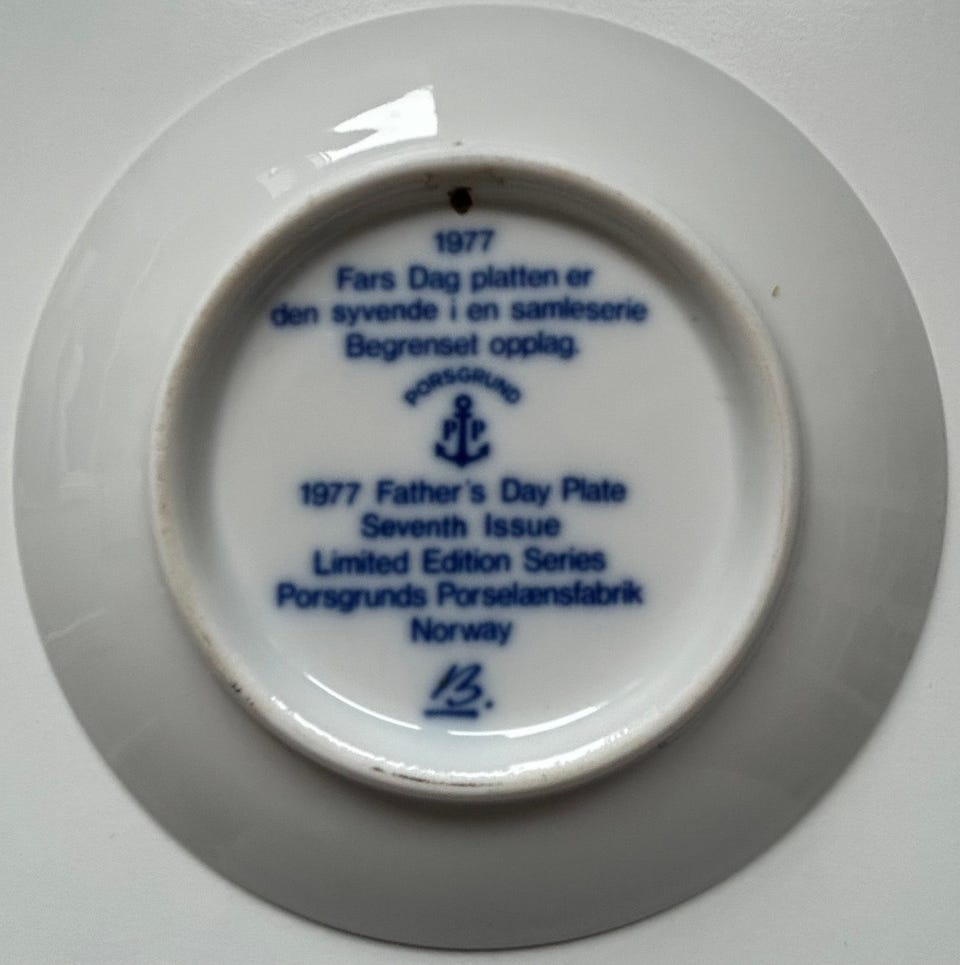 1977
Fars Dag platten er
den syvende i en samleserie
Begrenset opplag.
PORSGRUND
P P
1977 Father's Day Plate
Seventh Issue
Limited Edition Series
Porsgrunds Porselænsfabrik
Norway
B.